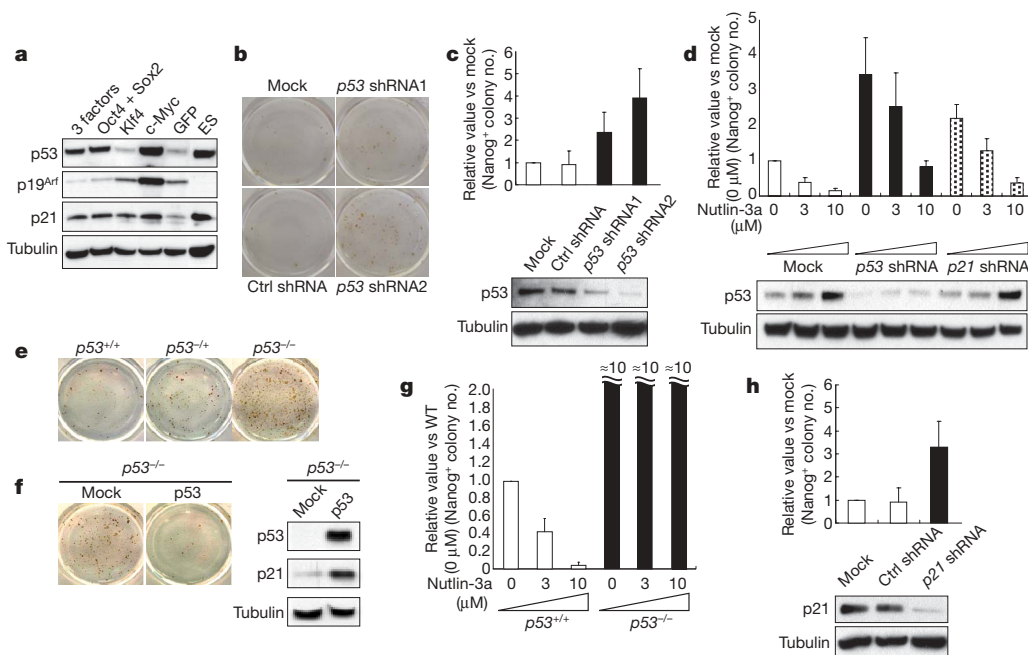 a
3 factors
Oct4 + Sox2
Klf4
c-Myc
GFP
ES
p53
p19Arf
p21
Tubulin
b
Mock
p53 shRNA1
Ctrl shRNA
p53 shRNA2
c
Relative value vs mock
(Nanog+ colony no.)
6
5
4
3
2
1
0
Mock
Ctrl shRNA
p53 shRNA1
p53 shRNA2
p53
Tubulin
d
Relative value vs mock
(0 μM) (Nanog+ colony no.)
5
4
3
2
1
0
Nutlin-3a
(μM)
0 3 10 0 3 10 0 3 10
Mock
p53 shRNA
p21 shRNA
p53
Tubulin
e
p53+/+
p53−/+
p53−/−
f
p53−/−
Mock
p53
p53−/−
Mock
p53
p53
p21
Tubulin
g
Relative value vs WT
(0 μM) (Nanog+ colony no.)
≈10 ≈10 ≈10
2.0
1.8
1.6
1.4
1.2
1.0
0.8
0.6
0.4
0.2
0
Nutlin-3a
(μM)
0 3 10 0 3 10
p53+/+
p53−/−
h
Relative value vs mock
(Nanog+ colony no.)
6
5
4
3
2
1
0
Mock
Ctrl shRNA
p21 shRNA
p21
Tubulin